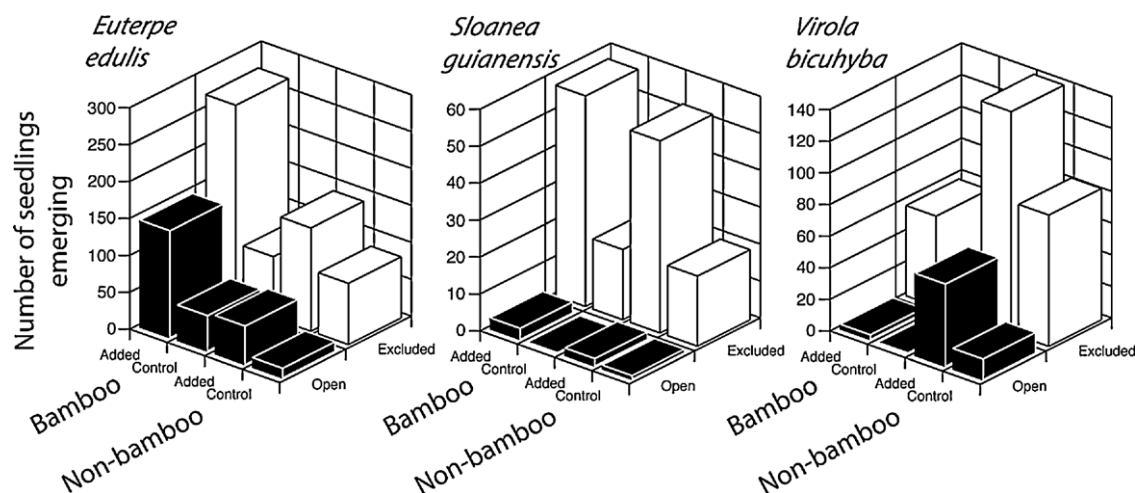 Euterpe
edulis
Sloanea
guianensis
Virola
bicuhyba
Number of seedlings
emerging
300
250
200
150
100
50
0
Added
Control
Added
Control
Open
Excluded
Bamboo
Non-bamboo
60
50
40
30
20
10
0
Added
Control
Added
Control
Open
Excluded
Bamboo
Non-bamboo
140
120
100
80
60
40
20
0
Added
Control
Added
Control
Open
Excluded
Bamboo
Non-bamboo